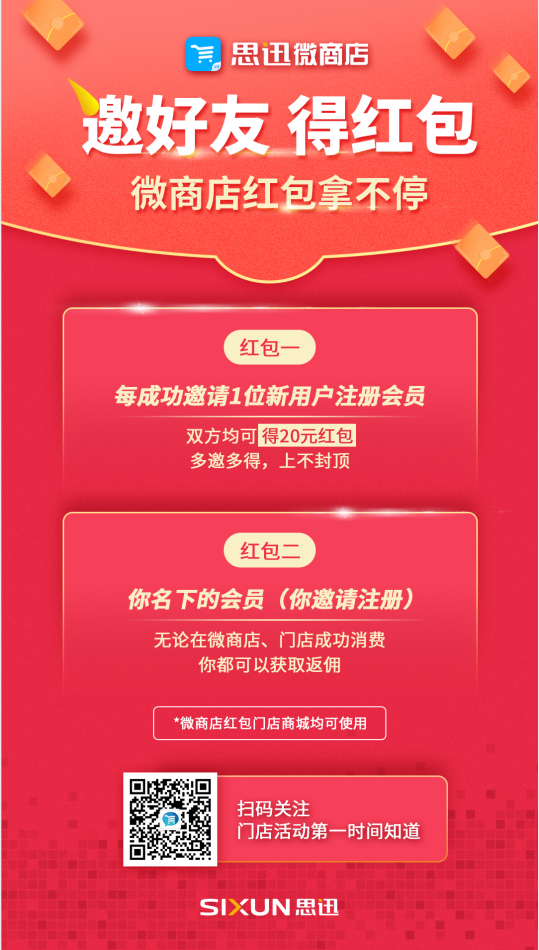 思迅微商店
邀好友 得红包
微商店红包拿不停
红包一
每成功邀请1位新用户注册会员
双方均可得20元红包
多邀多得，上不封顶
红包二
你名下的会员（你邀请注册）
无论在微商店、门店成功消费
你都可以获取返佣
*微商店红包门店商城均可使用
扫码关注
门店活动第一时间知道
SIXUN思迅